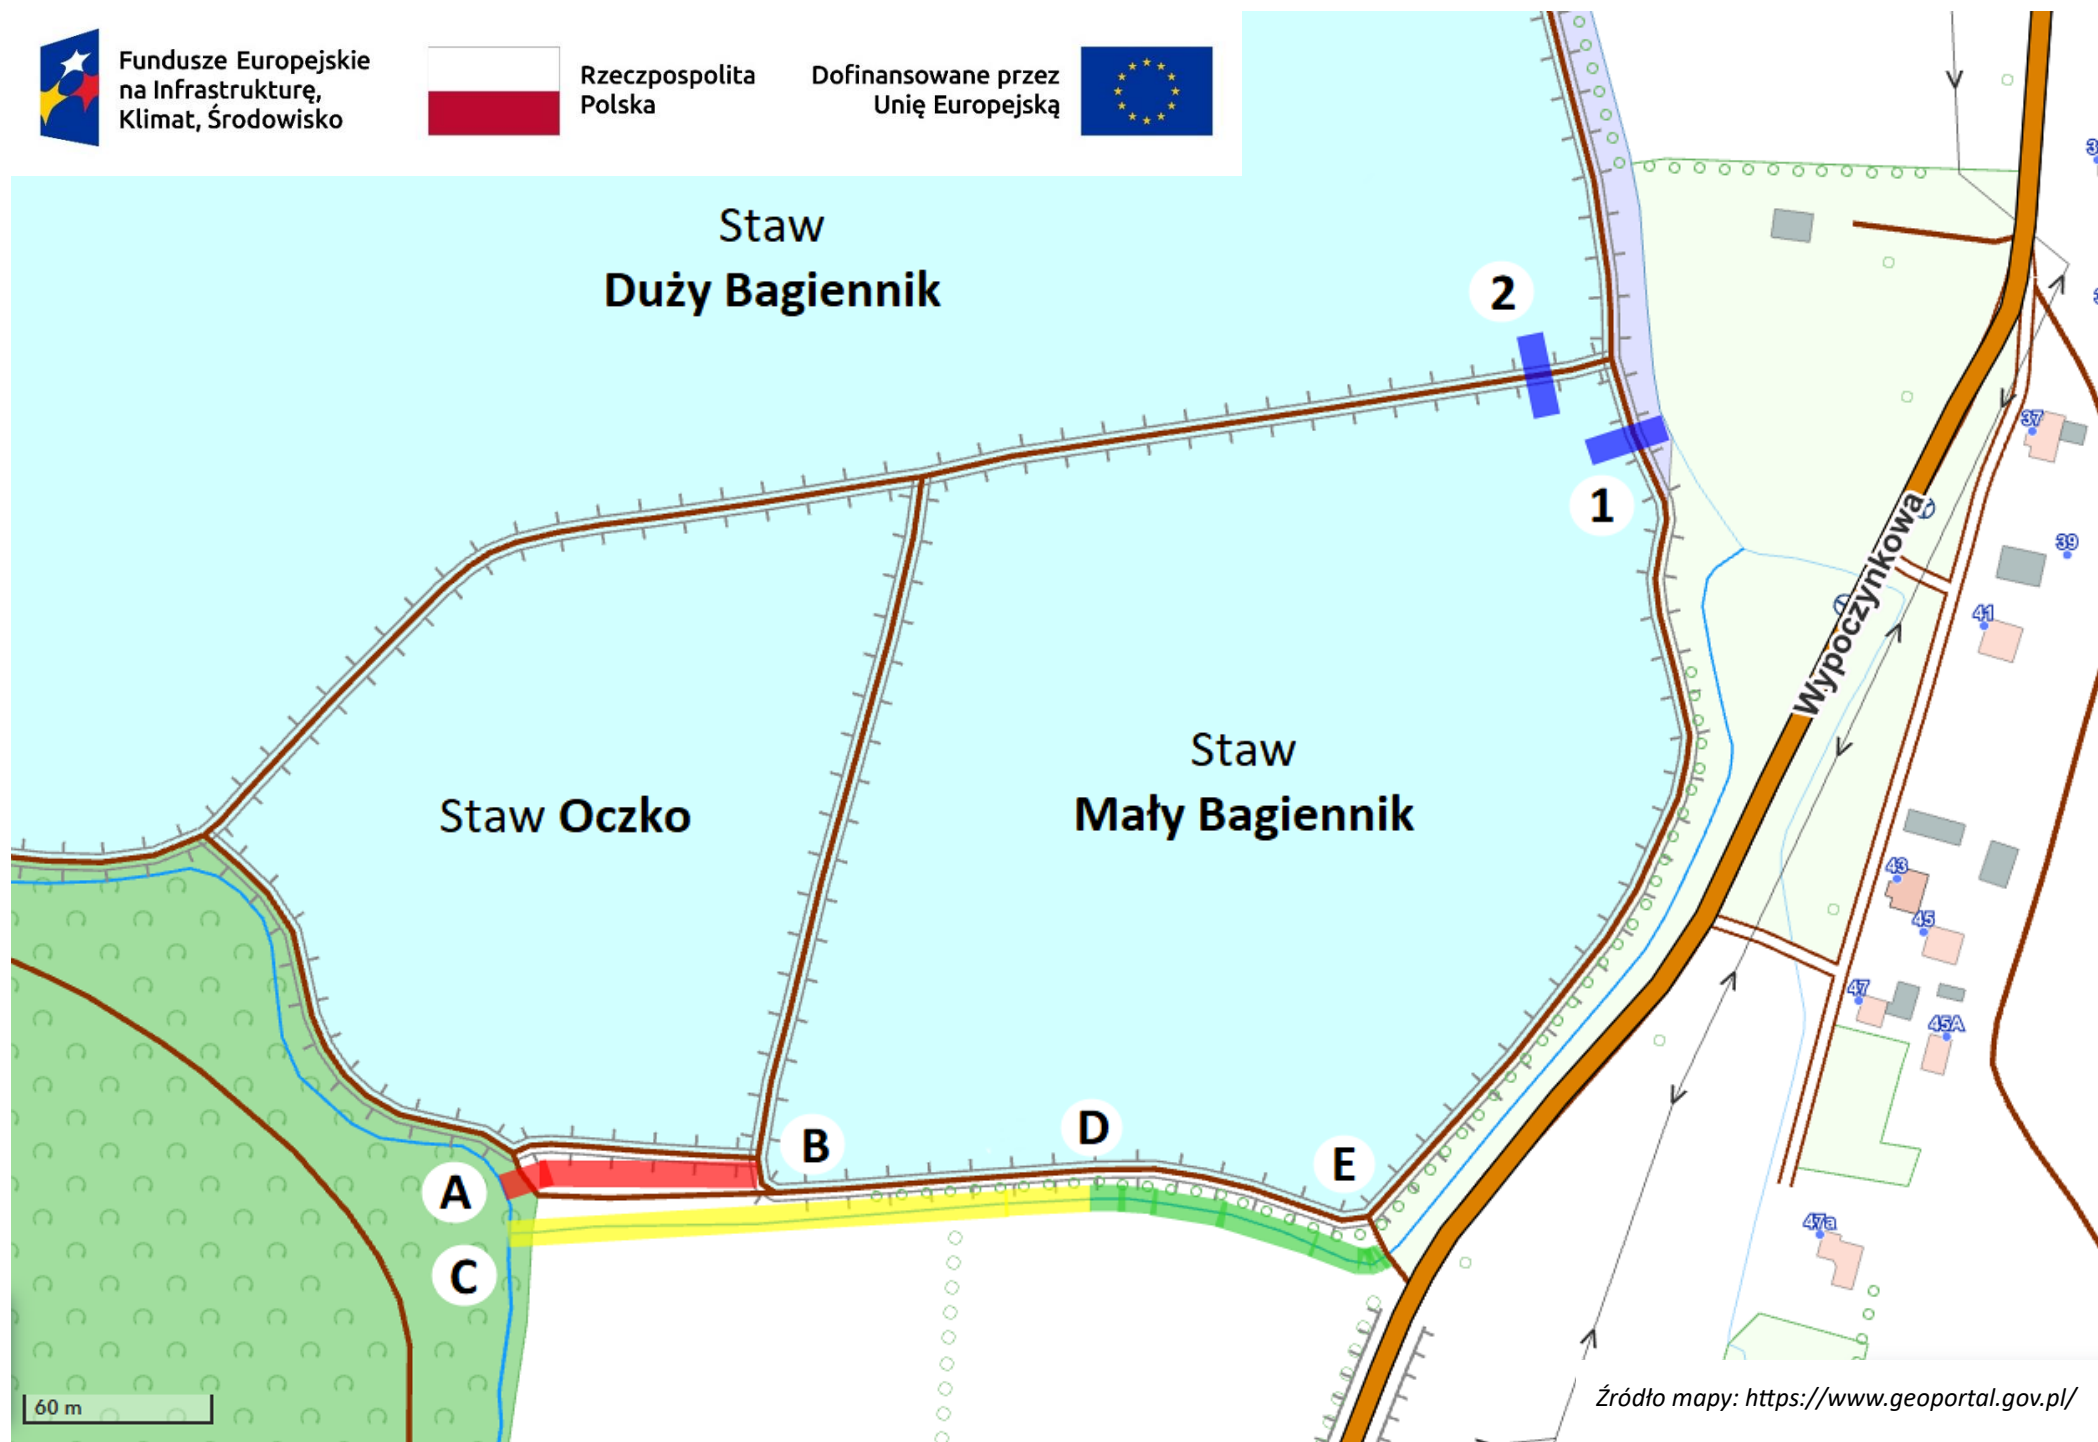 Fundusze Europejskie
na Infrastrukturę,
Klimat, Środowisko
Rzeczpospolita
Polska
Dofinansowane przez
Unię Europejską
Staw
Duży Bagiennik
2
1
37
39
Wypoczynkowa
41
Staw
Mały Bagiennik
Staw Oczko
43
45
47
45A
B
D
E
A
C
47a
60 m
Źródło mapy: https://www.geoportal.gov.pl/